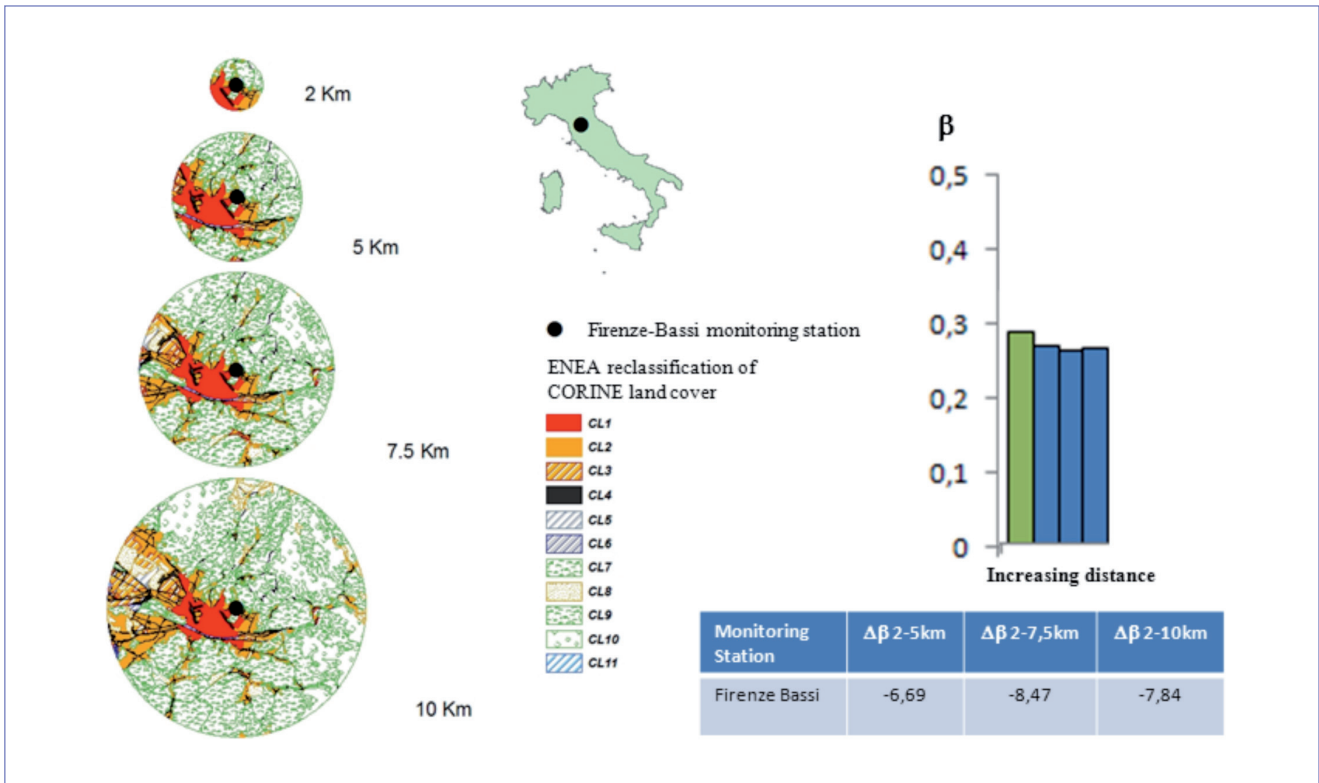 2 Km
5 Km
7.5 Km
10 Km
Firenze-Bassi monitoring station
ENEA reclassification of
CORINE land cover
CL1
CL2
CL3
CL4
CL5
CL6
CL7
CL8
CL9
CL10
CL11
β
0,5
0,4
0,3
0,2
0,1
0
Increasing distance
Monitoring Station Δβ 2-5km Δβ 2-7,5km Δβ 2-10km
Firenze Bassi -6,69 -8,47 -7,84